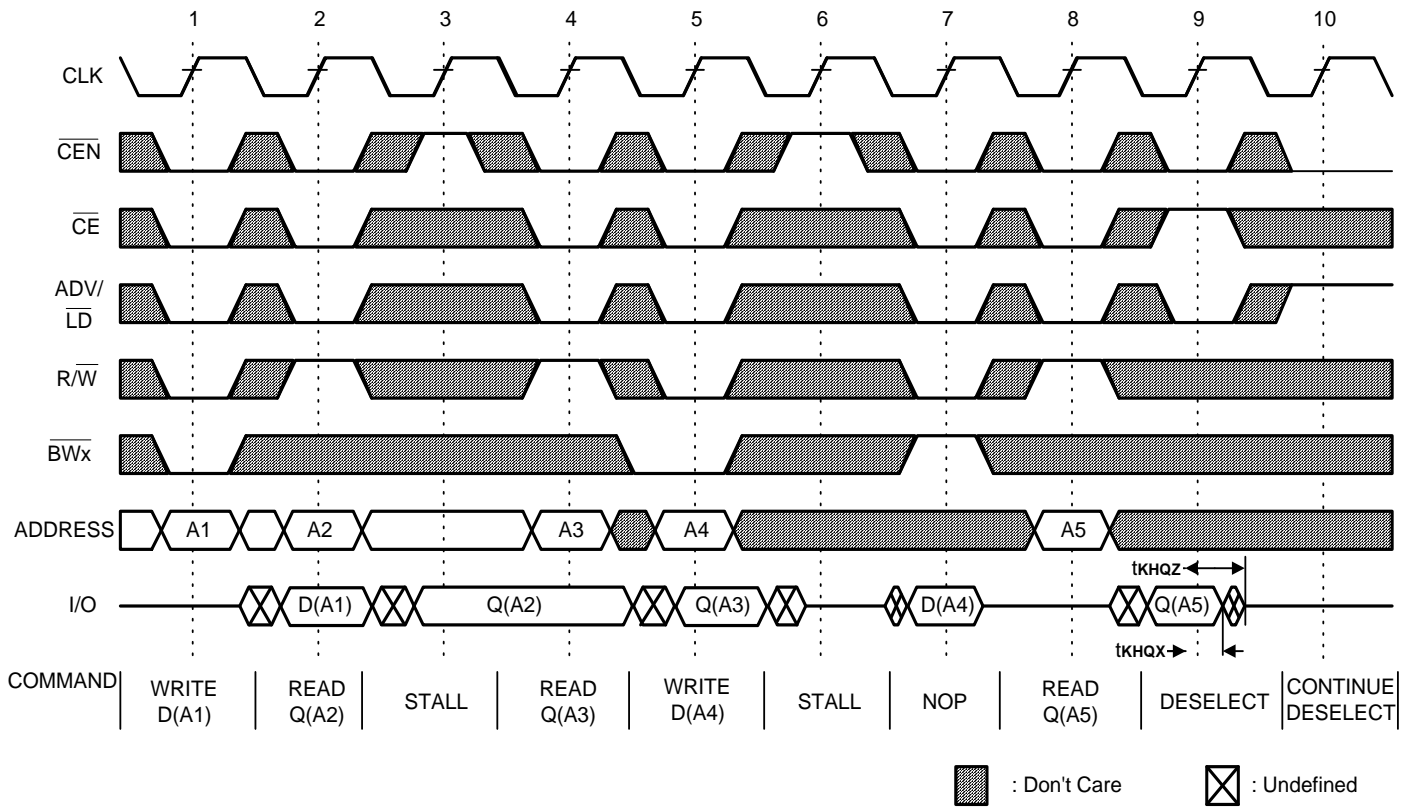 1 2 3 4 5 6 7 8 9 10
CLK
CEN
CE
ADV/
LD
R/W
BWx
ADDRESS A1 A2 A3 A4 A5
tKHQZ
I/O D(A1) Q(A2) Q(A3) D(A4) Q(A5)
tKHQX
COMMAND WRITE READ STALL READ WRITE STALL NOP READ DESELECT CONTINUE
D(A1) Q(A2) Q(A3) D(A4) Q(A5) DESELECT
: Don't Care : Undefined